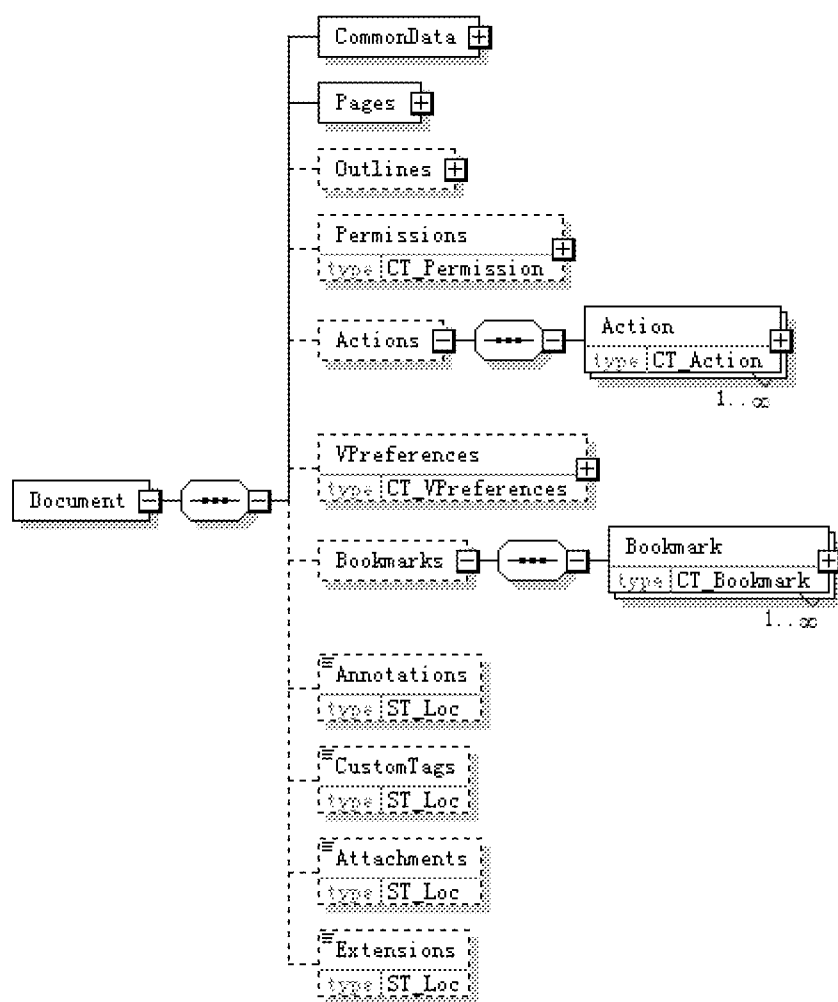 CommonData
Pages
Outlines
Permissions
type CT_Permission
Actions
Action
type CT_Action
1..∞
VPreferences
type CT_VPreferences
Document
Bookmarks
Bookmark
type CT_Bookmark
1..∞
Annotations
type ST_Loc
CustomTags
type ST_Loc
Attachments
type ST_Loc
Extensions
type ST_Loc